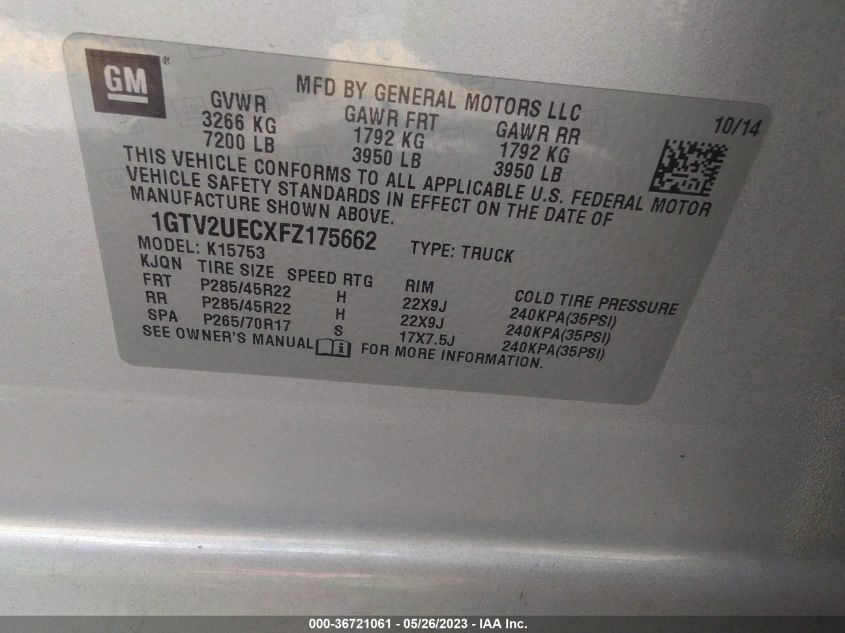 GM ®
MFD BY GENERAL MOTORS LLC
10/14
GVWR GAWR FRT GAWR RR
3266 KG 1792 KG 1792 KG
7200 LB 3950 LB 3950 LB
THIS VEHICLE CONFORMS TO ALL APPLICABLE U.S. FEDERAL MOTOR
VEHICLE SAFETY STANDARDS IN EFFECT ON THE DATE OF
MANUFACTURE SHOWN ABOVE.
1GTV2UECXFZ175662 TYPE: TRUCK
MODEL: K15753
KJQN TIRE SIZE SPEED RTG RIM COLD TIRE PRESSURE
FRT P285/45R22 H 22X9J 240KPA(35PSI)
RR P285/45R22 H 22X9J 240KPA(35PSI)
SPA P265/70R17 S 17X7.5J 240KPA(35PSI)
SEE OWNER'S MANUAL FOR MORE INFORMATION.
000-36721061 - 05/26/2023 - IAA Inc.